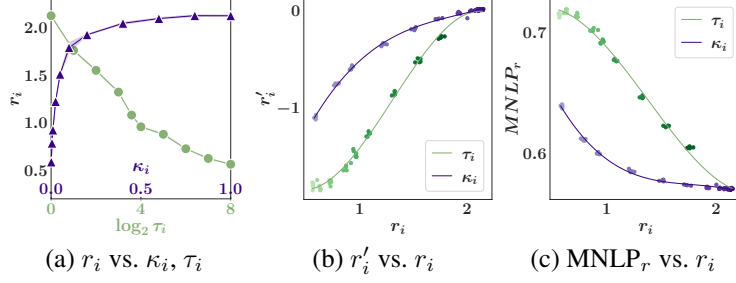 2.0
1.5
1.0
0.5
r_i
κ_i
0.0 0.5 1.0
0 4 8
log₂ τ_i
(a) r_i vs. κ_i, τ_i
0
−1
r′_i
τ_i
κ_i
1 2
r_i
(b) r′_i vs. r_i
0.7
0.6
MNLP_r
τ_i
κ_i
1 2
r_i
(c) MNLP_r vs. r_i